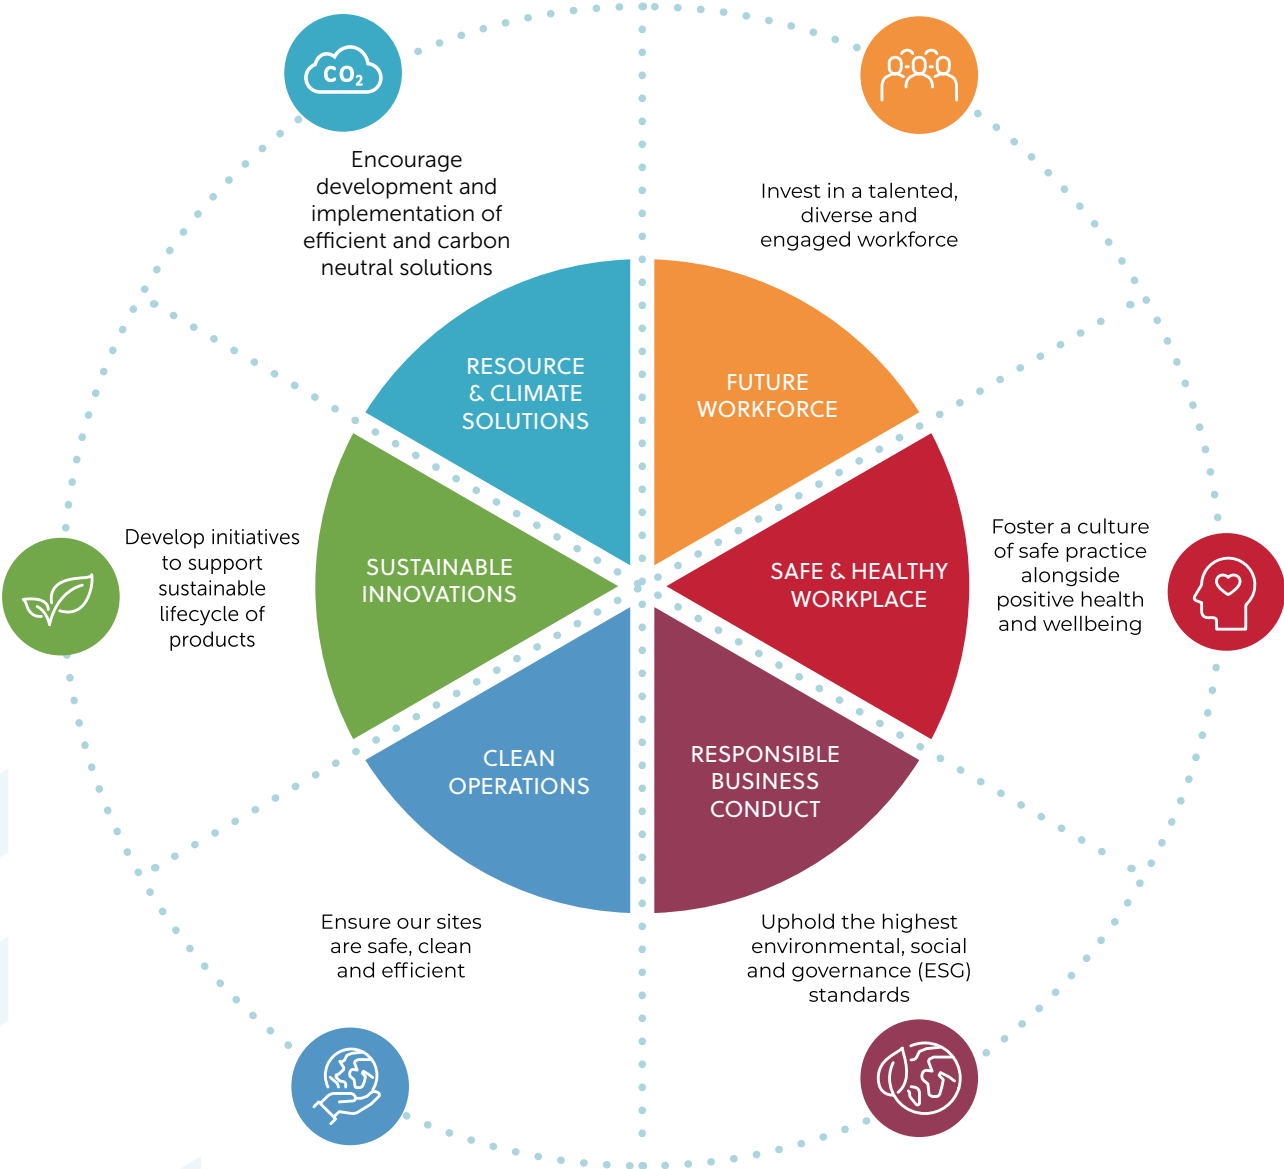 CO₂
Encourage
development and
implementation of
efficient and carbon
neutral solutions
Invest in a talented,
diverse and
engaged workforce
RESOURCE
& CLIMATE
SOLUTIONS
FUTURE
WORKFORCE
Develop initiatives
to support
sustainable
lifecycle of
products
SUSTAINABLE
INNOVATIONS
SAFE & HEALTHY
WORKPLACE
Foster a culture
of safe practice
alongside
positive health
and wellbeing
CLEAN
OPERATIONS
RESPONSIBLE
BUSINESS
CONDUCT
Ensure our sites
are safe, clean
and efficient
Uphold the highest
environmental, social
and governance (ESG)
standards